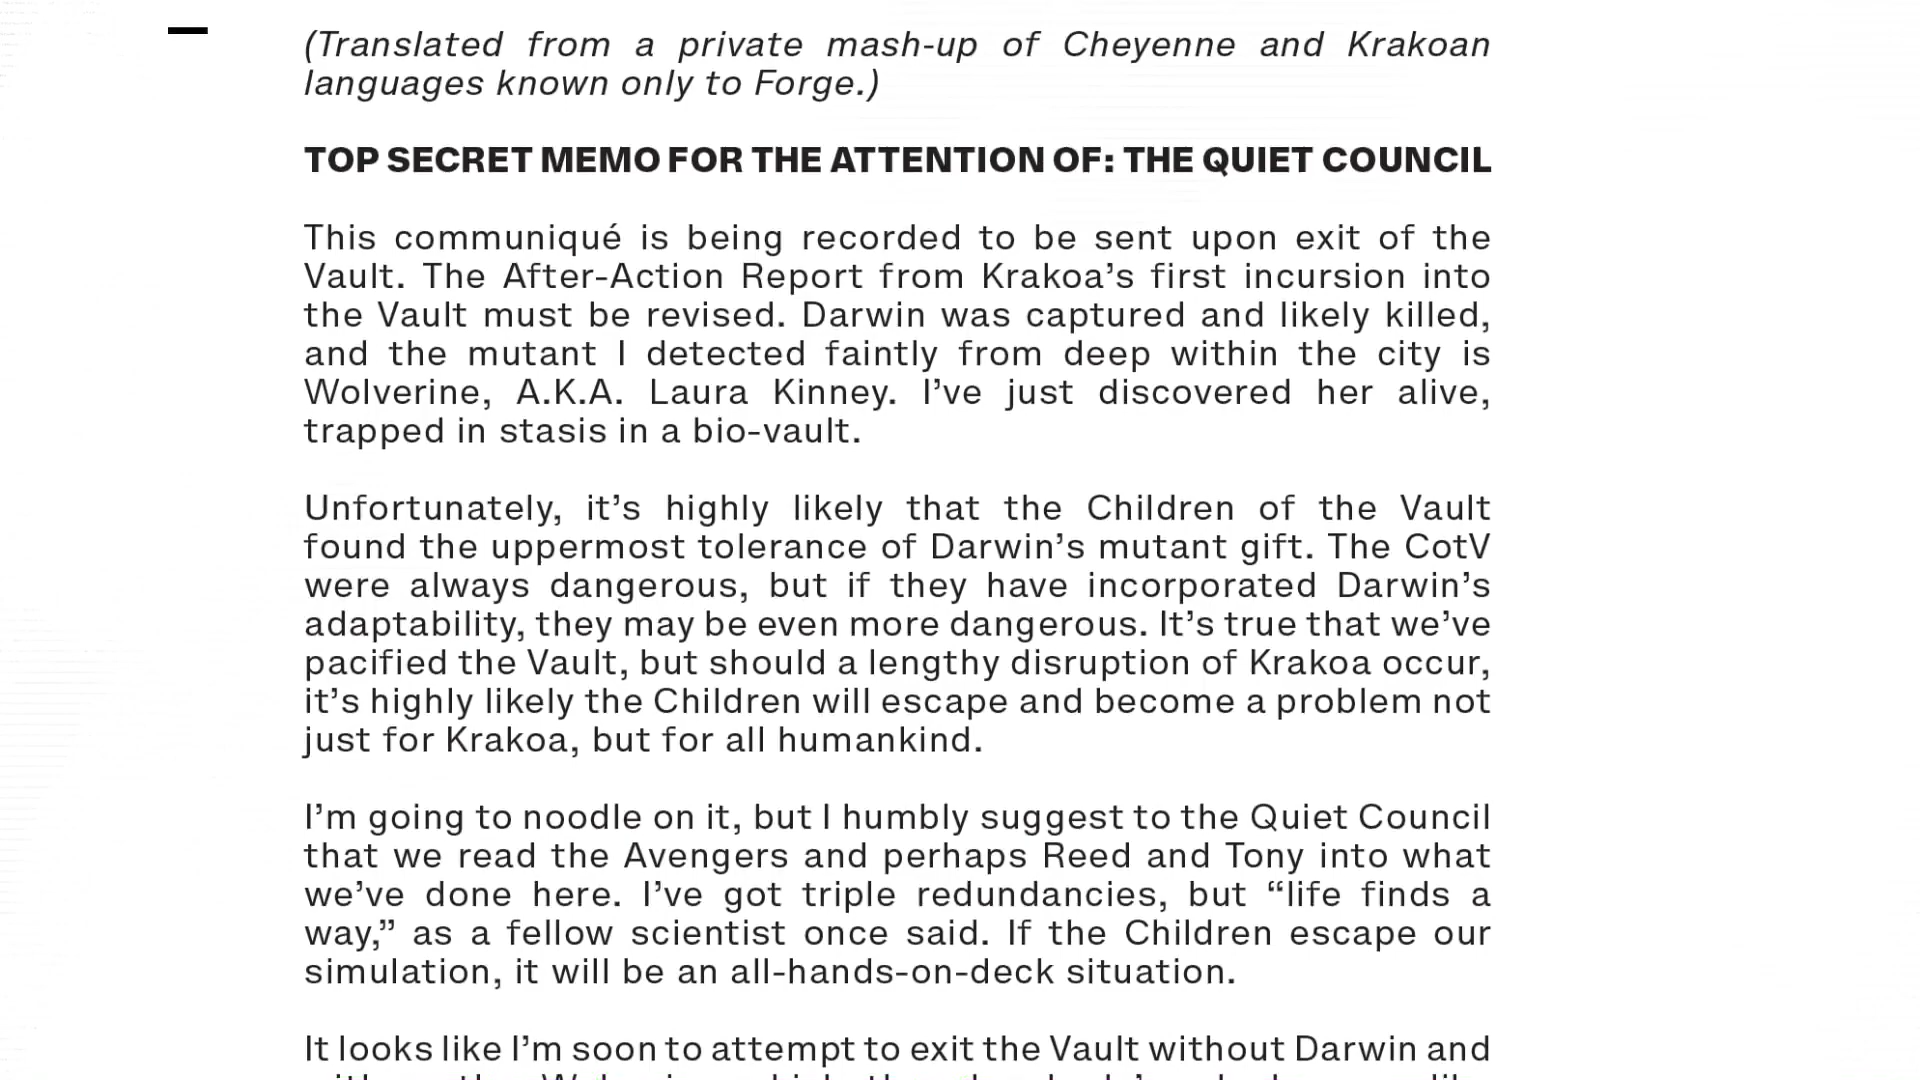 (Translated from a private mash-up of Cheyenne and Krakoan
languages known only to Forge.)
TOP SECRET MEMO FOR THE ATTENTION OF: THE QUIET COUNCIL
This communiqué is being recorded to be sent upon exit of the
Vault. The After-Action Report from Krakoa’s first incursion into
the Vault must be revised. Darwin was captured and likely killed,
and the mutant I detected faintly from deep within the city is
Wolverine, A.K.A. Laura Kinney. I’ve just discovered her alive,
trapped in stasis in a bio-vault.
Unfortunately, it’s highly likely that the Children of the Vault
found the uppermost tolerance of Darwin’s mutant gift. The CotV
were always dangerous, but if they have incorporated Darwin’s
adaptability, they may be even more dangerous. It’s true that we’ve
pacified the Vault, but should a lengthy disruption of Krakoa occur,
it’s highly likely the Children will escape and become a problem not
just for Krakoa, but for all humankind.
I’m going to noodle on it, but I humbly suggest to the Quiet Council
that we read the Avengers and perhaps Reed and Tony into what
we’ve done here. I’ve got triple redundancies, but “life finds a
way,” as a fellow scientist once said. If the Children escape our
simulation, it will be an all-hands-on-deck situation.
It looks like I’m soon to attempt to exit the Vault without Darwin and